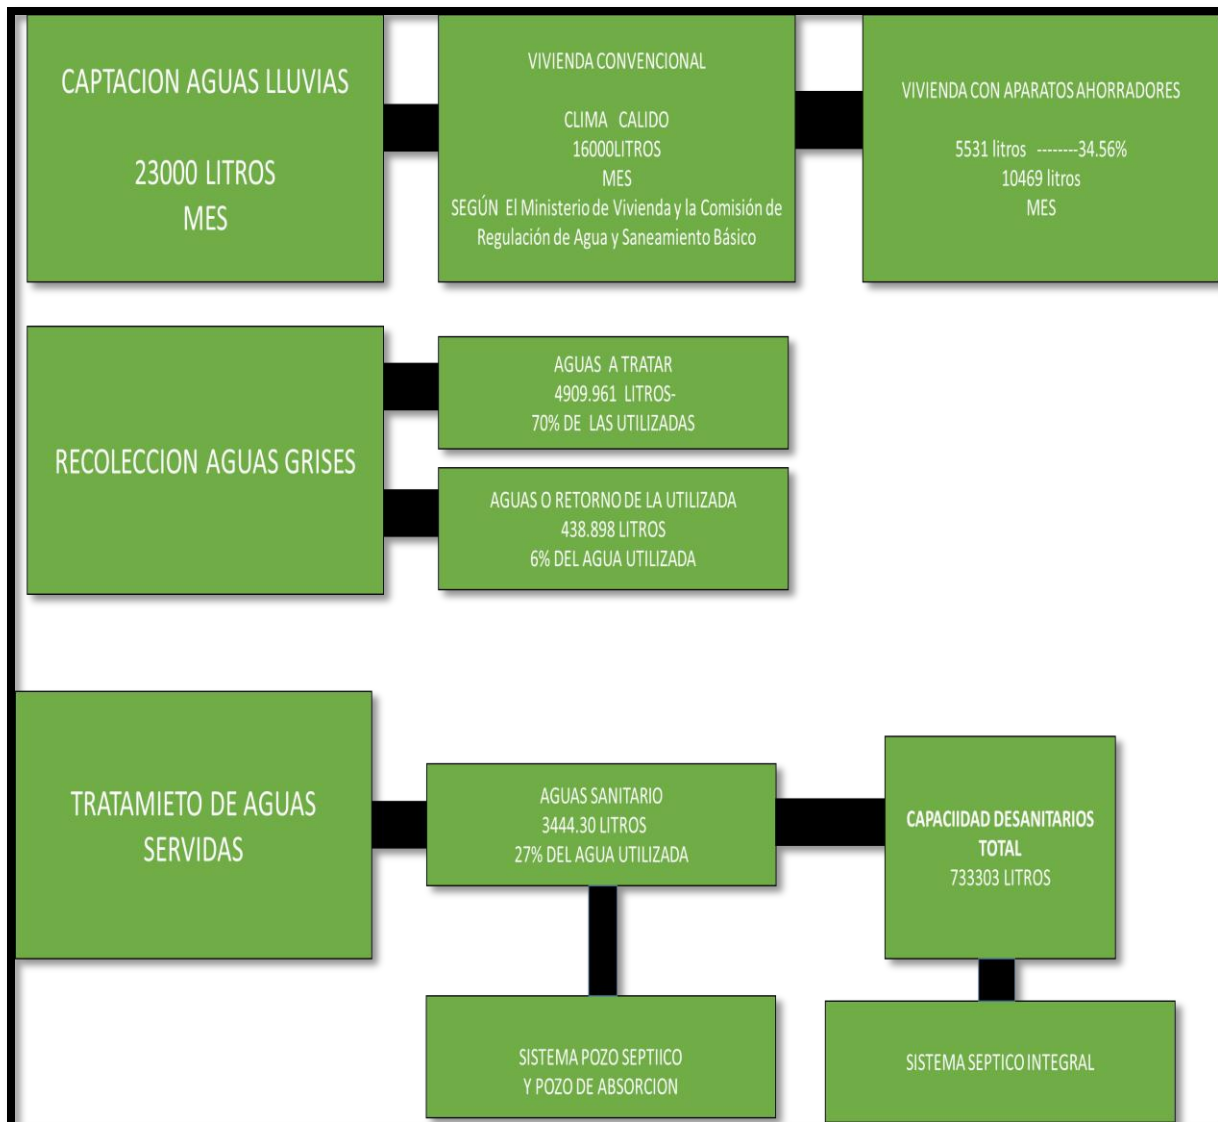 CAPTACION AGUAS LLUVIAS
23000 LITROS
MES
VIVIENDA CONVENCIONAL
CLIMA CALIDO
16000LITROS
MES
SEGÚN El Ministerio de Vivienda y la Comisión de
Regulación de Agua y Saneamiento Básico
VIVIENDA CON APARATOS AHORRADORES
5531 litros --------34.56%
10469 litros
MES
RECOLECCION AGUAS GRISES
AGUAS A TRATAR
4909.961 LITROS-
70% DE LAS UTILIZADAS
AGUAS O RETORNO DE LA UTILIZADA
438.898 LITROS
6% DEL AGUA UTILIZADA
TRATAMIETO DE AGUAS
SERVIDAS
AGUAS SANITARIO
3444.30 LITROS
27% DEL AGUA UTILIZADA
CAPACIIDAD DESANITARIOS
TOTAL
733303 LITROS
SISTEMA POZO SEPTIICO
Y POZO DE ABSORCION
SISTEMA SEPTICO INTEGRAL